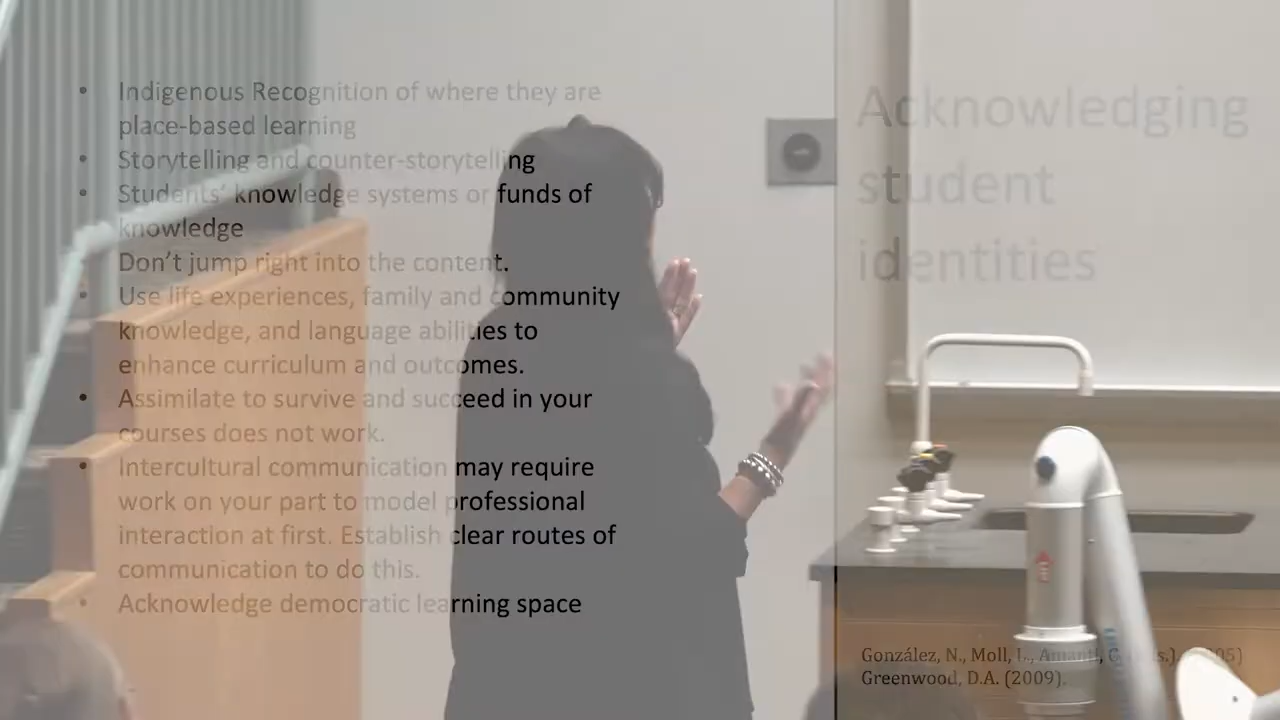 • Indigenous Recognition of where they are
place-based learning
• Storytelling and counter-storytelling
• Students’ knowledge systems or funds of
knowledge
Don’t jump right into the content.
• Use life experiences, family and community
knowledge, and language abilities to
enhance curriculum and outcomes.
• Assimilate to survive and succeed in your
courses does not work.
• Intercultural communication may require
work on your part to model professional
interaction at first. Establish clear routes of
communication to do this.
• Acknowledge democratic learning space
Acknowledging
student
identities
González, N., Moll, L., Amanti, C.
Greenwood, D.A. (2009).